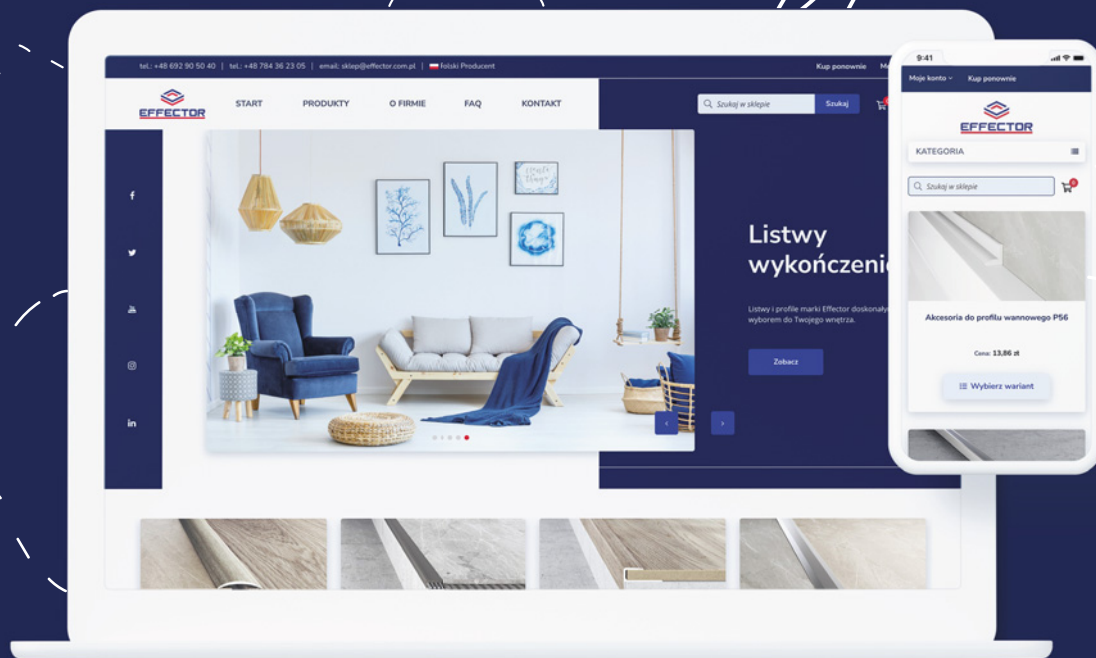 tel.: +48 692 90 50 40 | tel.: +48 784 36 23 05 | email: sklep@effector.com.pl | Polski Producent
Kup ponownie
EFFECTOR
START PRODUKTY O FIRMIE FAQ KONTAKT
Szukaj w sklepie Szukaj
Listwy
wykończeni
Listwy i profile marki Effector doskonały
wyborem do Twojego wnętrza.
Zobacz
9:41
Moje konto Kup ponownie
EFFECTOR
KATEGORIA
Szukaj w sklepie 0
Akcesoria do profilu wannowego P56
Cena: 13,86 zł
Wybierz wariant